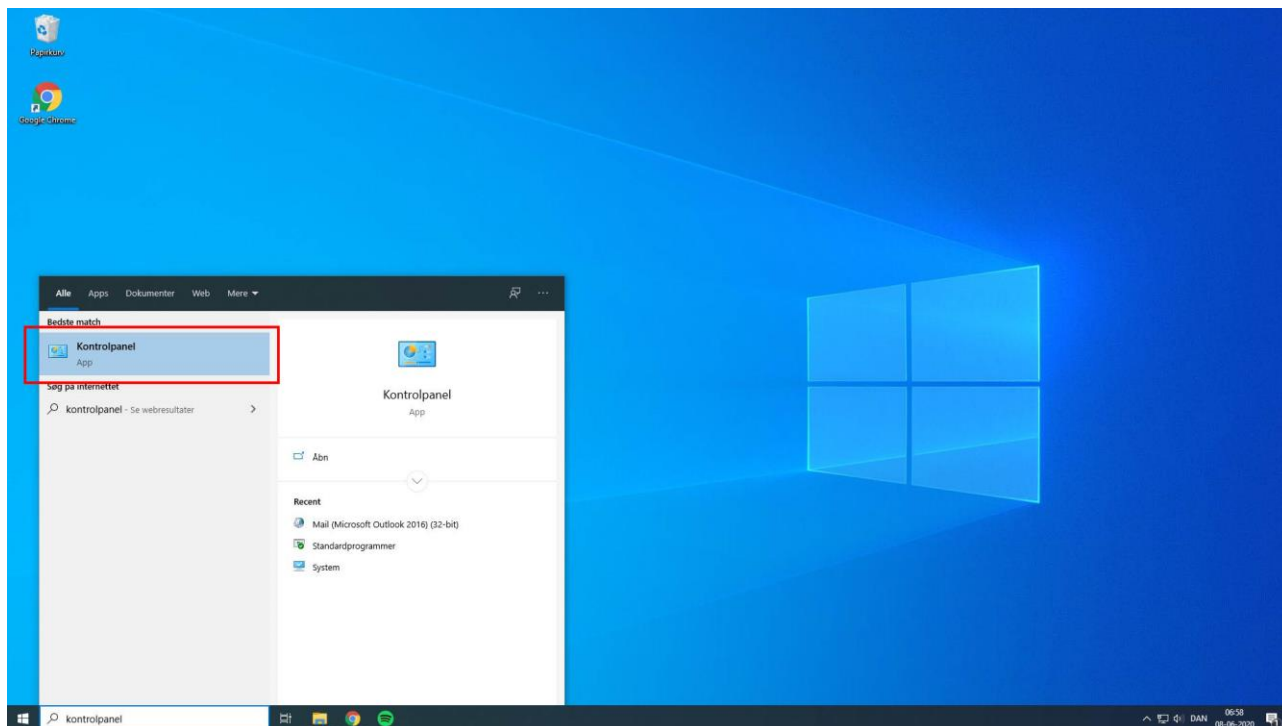 Papirkurv
Google Chrome
Alle Apps Dokumenter Web Mere
Bedste match
Kontrolpanel
App
Søg på internettet
kontrolpanel - Se webresultater
Kontrolpanel
App
Åbn
Recent
Mail (Microsoft Outlook 2016) (32-bit)
Standardprogrammer
System
kontrolpanel
DAN
06:58
08-06-2020